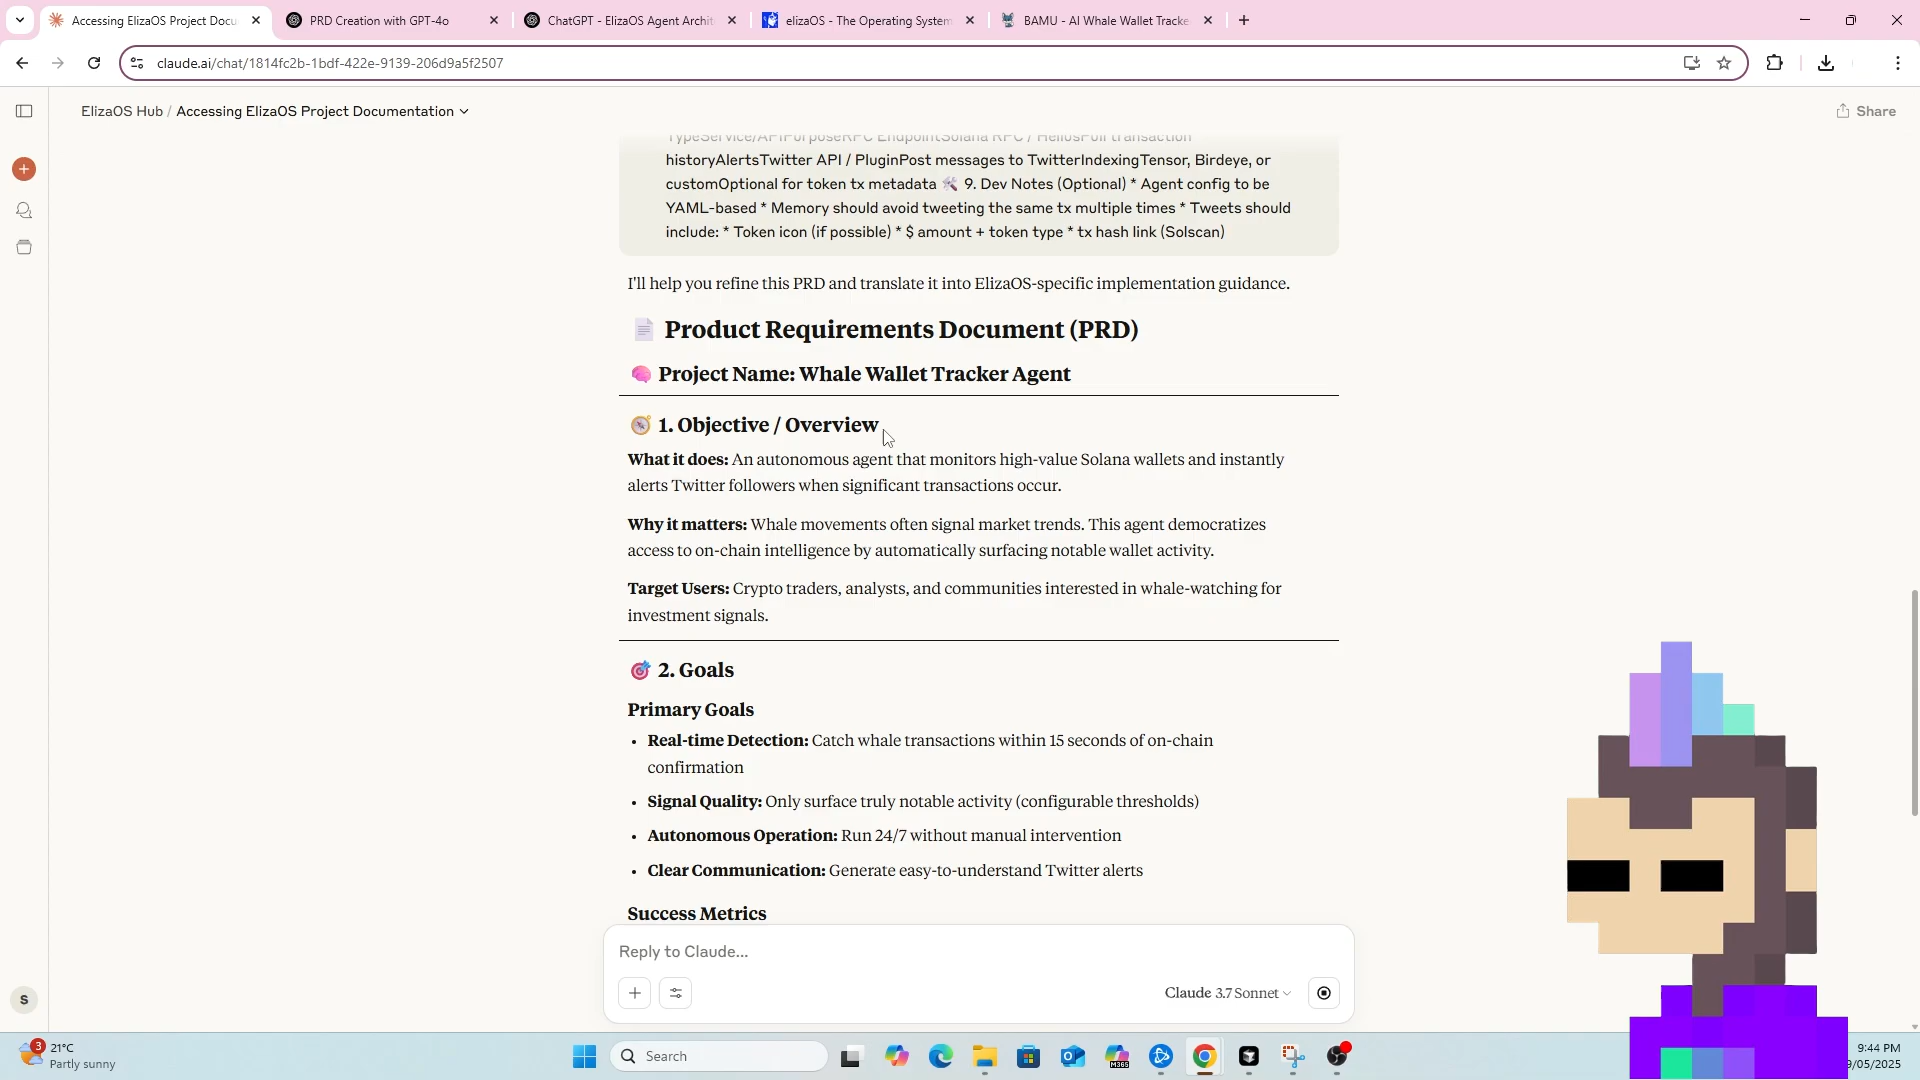 Accessing ElizaOS Project Docu
PRD Creation with GPT-4o
ChatGPT - ElizaOS Agent Archit
elizaOS - The Operating System
BAMU - AI Whale Wallet Tracke
claude.ai/chat/1814fc2b-1bdf-422e-9139-206d9a5f2507
ElizaOS Hub / Accessing ElizaOS Project Documentation
Share
TypeService/APIPurposeRPC EndpointSolana RPC / HeliusFull transaction
historyAlertsTwitter API / PluginPost messages to TwitterIndexingTensor, Birdeye, or
customOptional for token tx metadata 🛠 9. Dev Notes (Optional) * Agent config to be
YAML-based * Memory should avoid tweeting the same tx multiple times * Tweets should
include: * Token icon (if possible) * $ amount + token type * tx hash link (Solscan)
I'll help you refine this PRD and translate it into ElizaOS-specific implementation guidance.
📄 Product Requirements Document (PRD)
🧠 Project Name: Whale Wallet Tracker Agent
🧭 1. Objective / Overview
What it does: An autonomous agent that monitors high-value Solana wallets and instantly
alerts Twitter followers when significant transactions occur.
Why it matters: Whale movements often signal market trends. This agent democratizes
access to on-chain intelligence by automatically surfacing notable wallet activity.
Target Users: Crypto traders, analysts, and communities interested in whale-watching for
investment signals.
🎯 2. Goals
Primary Goals
• Real-time Detection: Catch whale transactions within 15 seconds of on-chain
confirmation
• Signal Quality: Only surface truly notable activity (configurable thresholds)
• Autonomous Operation: Run 24/7 without manual intervention
• Clear Communication: Generate easy-to-understand Twitter alerts
Success Metrics
Reply to Claude...
Claude 3.7 Sonnet
S
3
21°C
Partly sunny
Search
M365
9:44 PM
9/05/2025